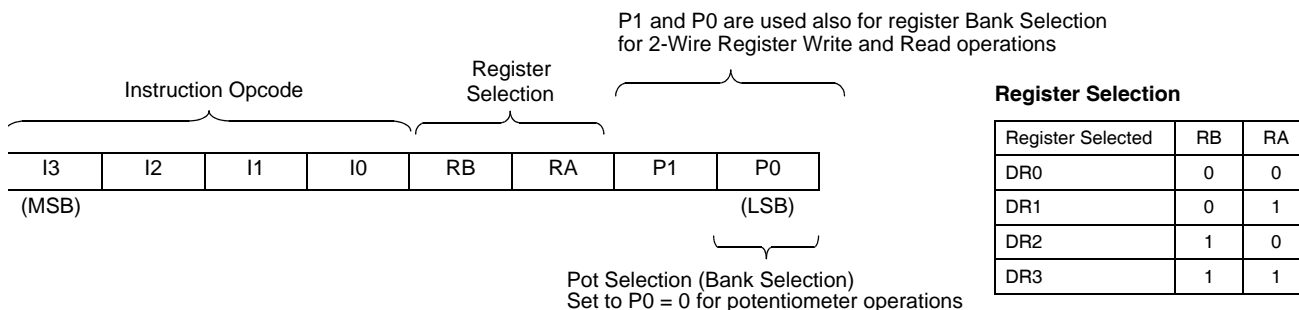 P1 and P0 are used also for register Bank Selection
for 2-Wire Register Write and Read operations
Instruction Opcode
Register
Selection
I3 I2 I1 I0 RB RA P1 P0
(MSB) (LSB)
Pot Selection (Bank Selection)
Set to P0 = 0 for potentiometer operations
Register Selection
Register Selected RB RA
DR0 0 0
DR1 0 1
DR2 1 0
DR3 1 1